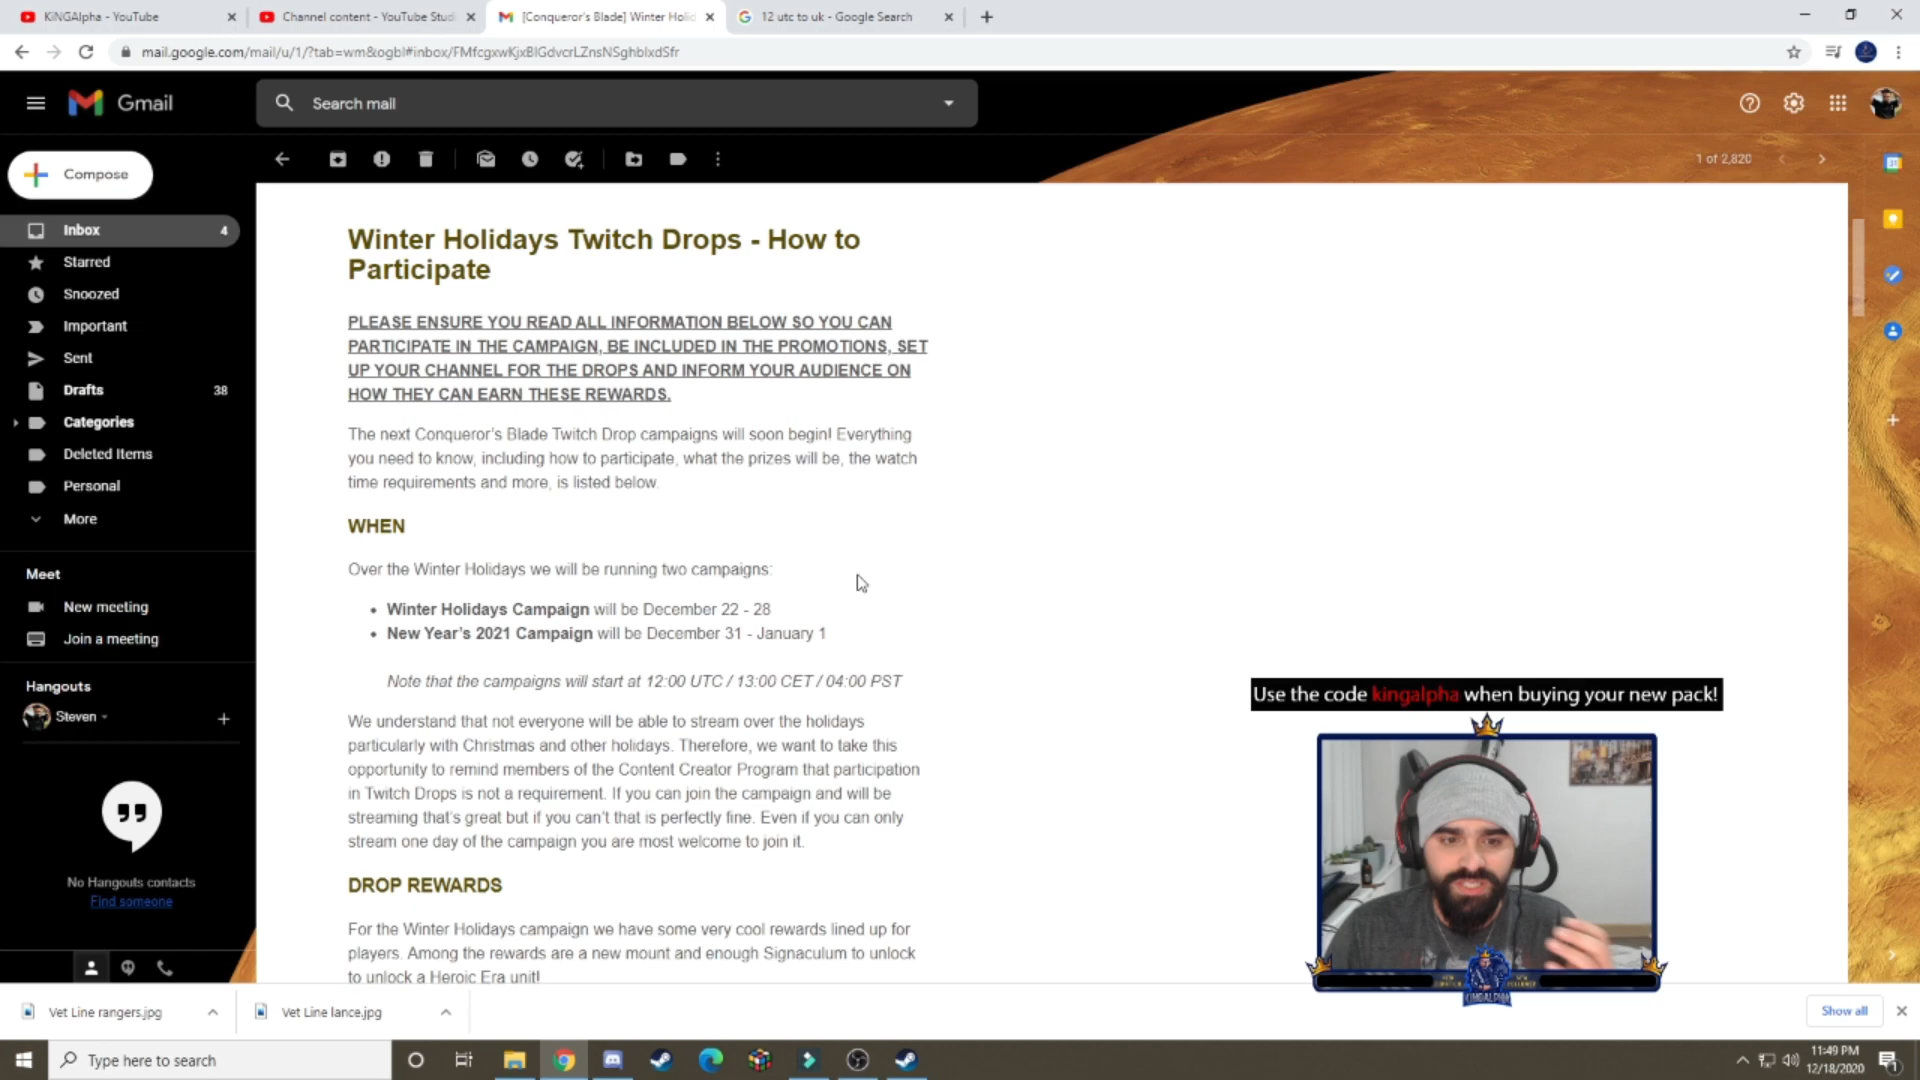 KiNGAlpha - YouTube
Channel content - YouTube Stud
[Conqueror's Blade] Winter Holid
12 utc to uk - Google Search
mail.google.com/mail/u/1/?tab=wm&ogbl#inbox/FMfcgxwKjxBlGdvcrLZnsNSghblxdSfr
Gmail
Search mail
Compose
1 of 2,820
Inbox 4
Starred
Snoozed
Important
Sent
Drafts 38
Categories
Deleted Items
Personal
More
Meet
New meeting
Join a meeting
Hangouts
Steven
No Hangouts contacts
Find someone
Winter Holidays Twitch Drops - How to
Participate
PLEASE ENSURE YOU READ ALL INFORMATION BELOW SO YOU CAN
PARTICIPATE IN THE CAMPAIGN, BE INCLUDED IN THE PROMOTIONS, SET
UP YOUR CHANNEL FOR THE DROPS AND INFORM YOUR AUDIENCE ON
HOW THEY CAN EARN THESE REWARDS.
The next Conqueror's Blade Twitch Drop campaigns will soon begin! Everything
you need to know, including how to participate, what the prizes will be, the watch
time requirements and more, is listed below.
WHEN
Over the Winter Holidays we will be running two campaigns:
• Winter Holidays Campaign will be December 22 - 28
• New Year's 2021 Campaign will be December 31 - January 1
Note that the campaigns will start at 12:00 UTC / 13:00 CET / 04:00 PST
We understand that not everyone will be able to stream over the holidays
particularly with Christmas and other holidays. Therefore, we want to take this
opportunity to remind members of the Content Creator Program that participation
in Twitch Drops is not a requirement. If you can join the campaign and will be
streaming that's great but if you can't that is perfectly fine. Even if you can only
stream one day of the campaign you are most welcome to join it.
DROP REWARDS
For the Winter Holidays campaign we have some very cool rewards lined up for
players. Among the rewards are a new mount and enough Signaculum to unlock
to unlock a Heroic Era unit!
Use the code kingalpha when buying your new pack!
KINGALPHA
Vet Line rangers.jpg
Vet Line lance.jpg
Show all
Type here to search
11:49 PM
12/18/2020
1